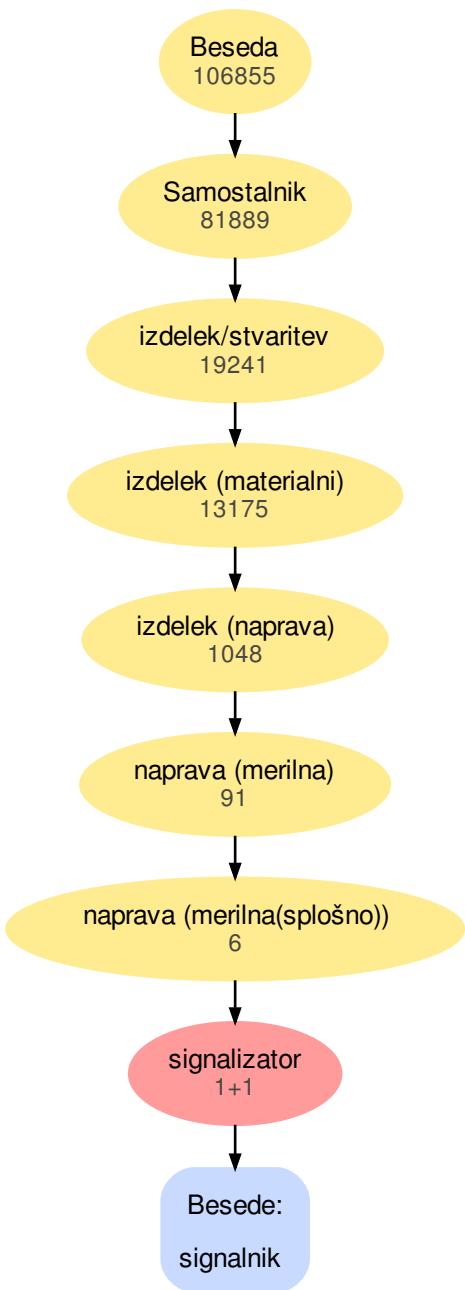 Beseda
106855
Samostalnik
81889
izdelek/stvaritev
19241
izdelek (materialni)
13175
izdelek (naprava)
1048
naprava (merilna)
91
naprava (merilna(splošno))
6
signalizator
1+1
Besede:
signalnik